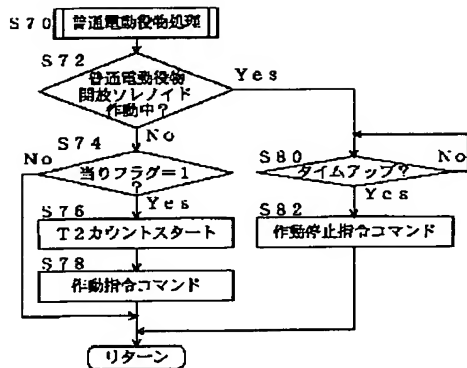 S70
普通電動役物処理
S72
普通電動役物
開放ソレノイド
作動中？
Yes
No
S74
当りフラグ＝1
？
No
Yes
S76
T2カウントスタート
S78
作動指令コマンド
S80
タイムアップ？
No
Yes
S82
作動停止指令コマンド
リターン